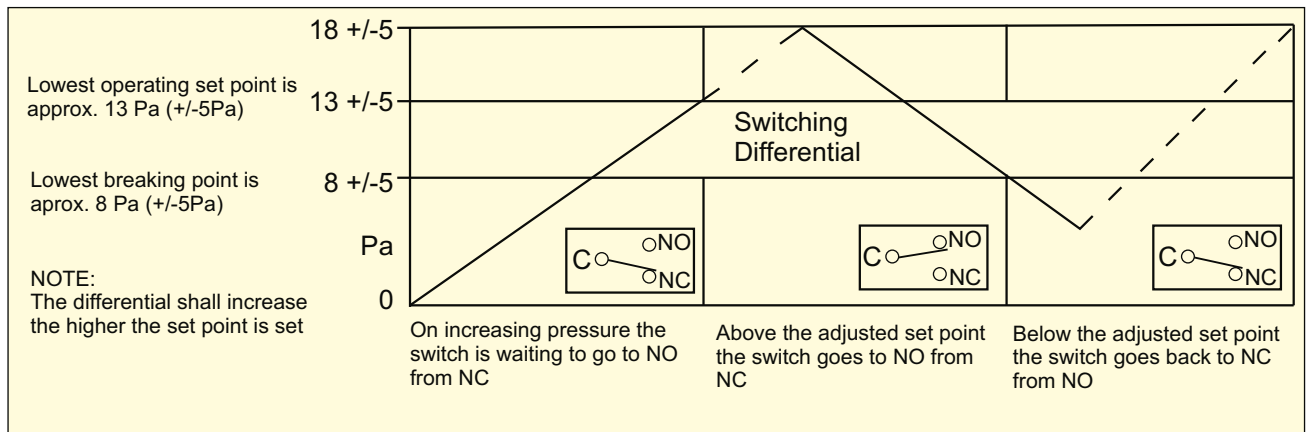 18 +/-5
Lowest operating set point is
approx. 13 Pa (+/-5Pa)
13 +/-5
Switching
Differential
Lowest breaking point is
aprox. 8 Pa (+/-5Pa)
8 +/-5
Pa
0
NOTE:
The differential shall increase
the higher the set point is set
C
NO
NC
C
NO
NC
C
NO
NC
On increasing pressure the
switch is waiting to go to NO
from NC
Above the adjusted set point
the switch goes to NO from
NC
Below the adjusted set point
the switch goes back to NC
from NO